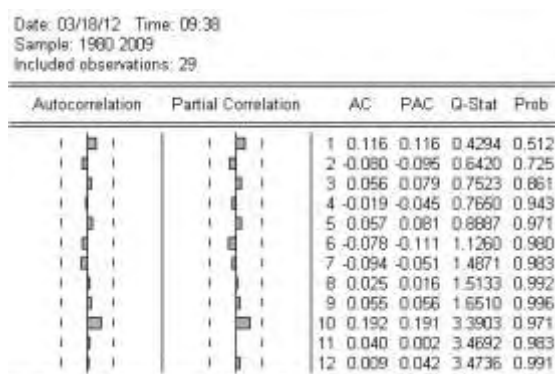 Date: 03/18/12 Time: 09:38
Sample: 1980 2009
Included observations: 29
Autocorrelation Partial Correlation AC PAC Q-Stat Prob
1 0.116 0.116 0.4294 0.512
2 -0.080 -0.095 0.6420 0.725
3 0.056 0.079 0.7523 0.861
4 -0.019 -0.045 0.7650 0.943
5 0.057 0.081 0.8887 0.971
6 -0.078 -0.111 1.1260 0.980
7 -0.094 -0.051 1.4871 0.983
8 0.025 0.016 1.5133 0.992
9 0.055 0.056 1.6510 0.996
10 0.192 0.191 3.3903 0.971
11 0.040 0.002 3.4692 0.983
12 0.009 0.042 3.4736 0.991